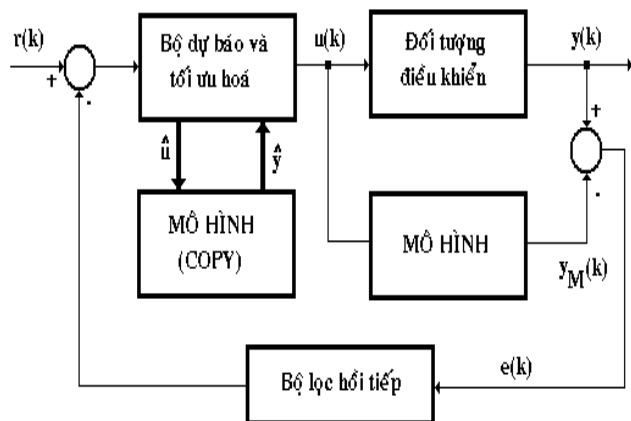 r(k)
+
-
Bộ dự báo và
tối ưu hoá
u(k)
Đối tượng
điều khiển
y(k)
+
-
û
ŷ
MÔ HÌNH
(COPY)
MÔ HÌNH
y_M(k)
Bộ lọc hồi tiếp
e(k)